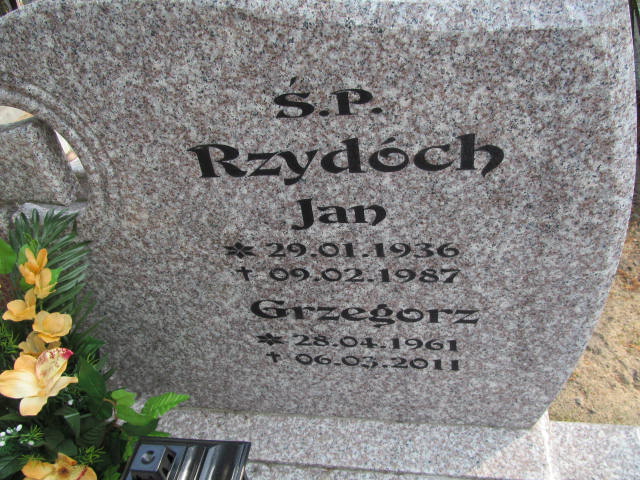 Ś.P.
Rzydóch
Jan
* 29.01.1936
† 09.02.1987
Grzegorz
* 28.04.1961
† 06.03.2011